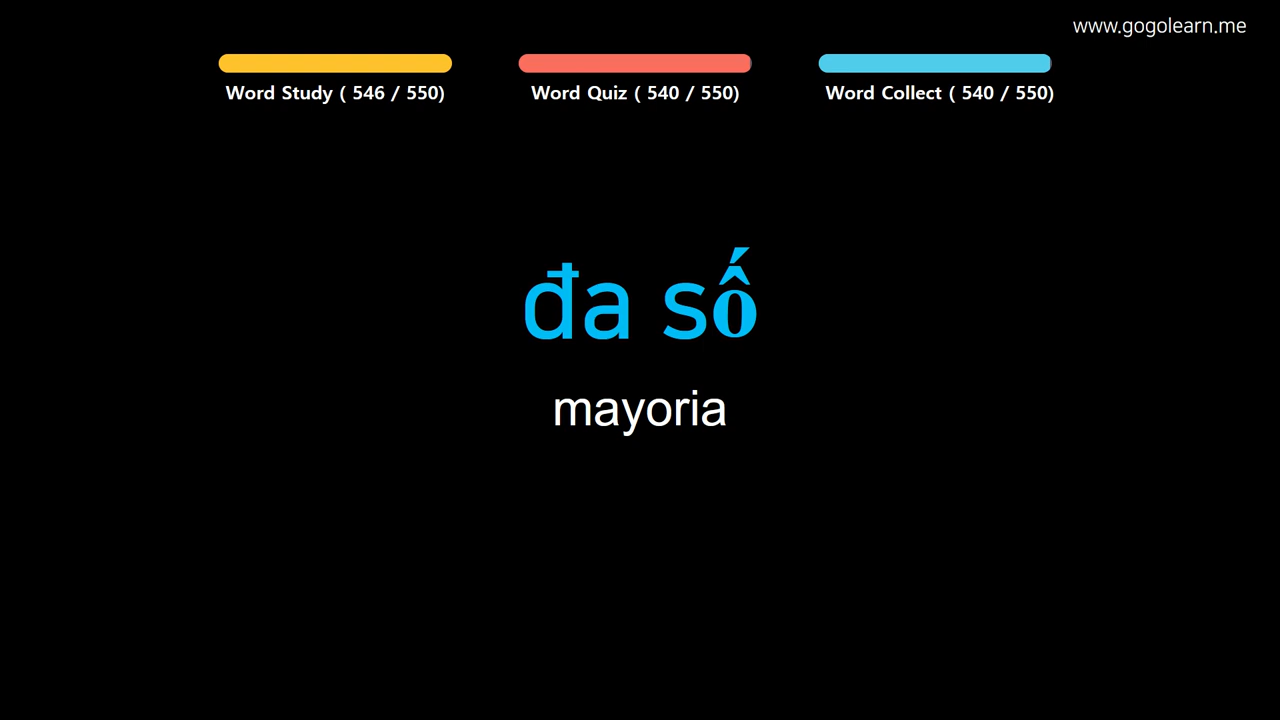 www.gogolearn.me
Word Study ( 546 / 550)
Word Quiz ( 540 / 550)
Word Collect ( 540 / 550)
đa số
mayoria